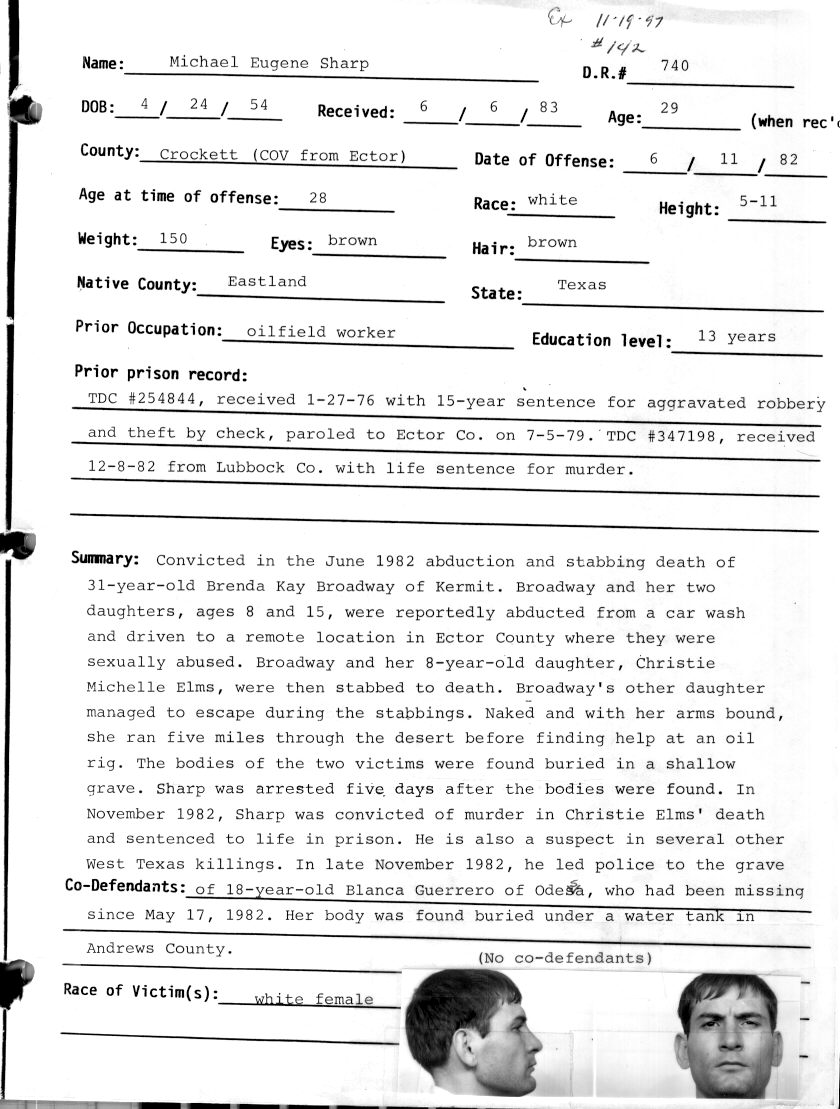 Ex 11-19-97
#142
Name: Michael Eugene Sharp D.R.# 740
DOB: 4 / 24 / 54 Received: 6 / 6 / 83 Age: 29 (when rec'd
County: Crockett (COV from Ector) Date of Offense: 6 / 11 / 82
Age at time of offense: 28 Race: white Height: 5-11
Weight: 150 Eyes: brown Hair: brown
Native County: Eastland State: Texas
Prior Occupation: oilfield worker Education level: 13 years
Prior prison record:
TDC #254844, received 1-27-76 with 15-year sentence for aggravated robbery
and theft by check, paroled to Ector Co. on 7-5-79. TDC #347198, received
12-8-82 from Lubbock Co. with life sentence for murder.
Summary: Convicted in the June 1982 abduction and stabbing death of
31-year-old Brenda Kay Broadway of Kermit. Broadway and her two
daughters, ages 8 and 15, were reportedly abducted from a car wash
and driven to a remote location in Ector County where they were
sexually abused. Broadway and her 8-year-old daughter, Christie
Michelle Elms, were then stabbed to death. Broadway's other daughter
managed to escape during the stabbings. Naked and with her arms bound,
she ran five miles through the desert before finding help at an oil
rig. The bodies of the two victims were found buried in a shallow
grave. Sharp was arrested five days after the bodies were found. In
November 1982, Sharp was convicted of murder in Christie Elms' death
and sentenced to life in prison. He is also a suspect in several other
West Texas killings. In late November 1982, he led police to the grave
Co-Defendants: of 18-year-old Blanca Guerrero of Odessa, who had been missing
since May 17, 1982. Her body was found buried under a water tank in
Andrews County.
(No co-defendants)
Race of Victim(s): white female